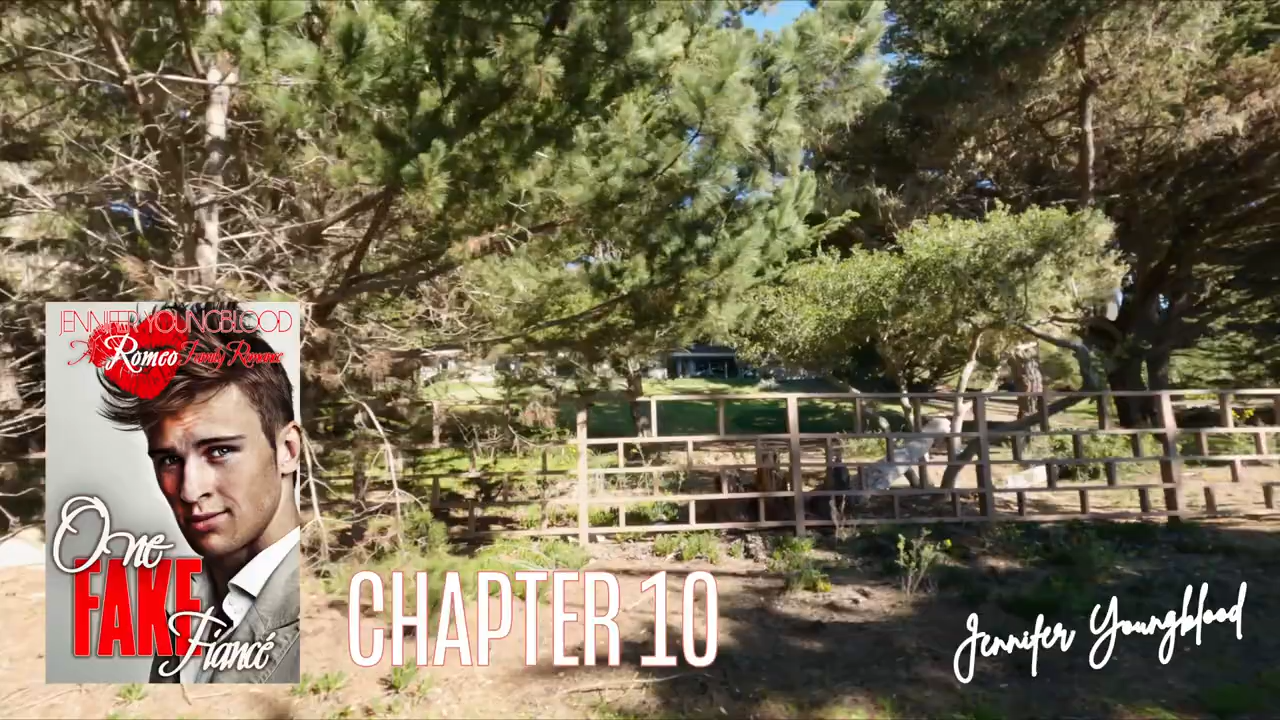 JENNIFER YOUNGBLOOD
A Romeo Family Romance
One
FAKE
Fiancé
CHAPTER 10
Jennifer Youngblood